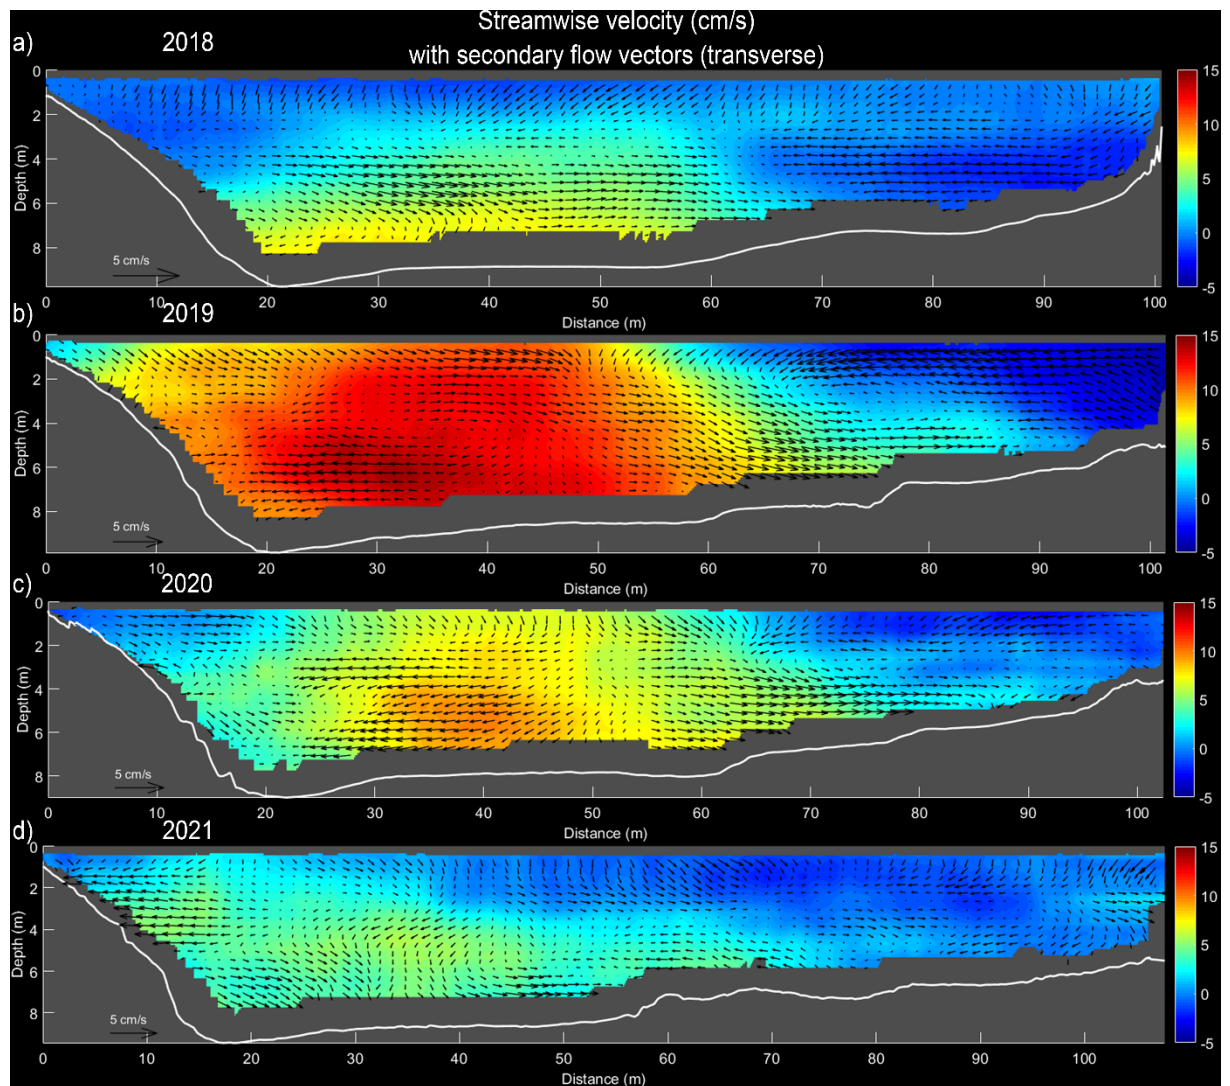 Streamwise velocity (cm/s)
with secondary flow vectors (transverse)
a) 2018
0 2 4 6 8
Depth (m)
5 cm/s
0 10 20 30 40 50 60 70 80 90 100
Distance (m)
15 10 5 0 -5
b) 2019
0 2 4 6 8
Depth (m)
5 cm/s
0 10 20 30 40 50 60 70 80 90 100
Distance (m)
15 10 5 0 -5
c) 2020
0 2 4 6 8
Depth (m)
5 cm/s
0 10 20 30 40 50 60 70 80 90 100
Distance (m)
15 10 5 0 -5
d) 2021
0 2 4 6 8
Depth (m)
5 cm/s
0 10 20 30 40 50 60 70 80 90 100
Distance (m)
15 10 5 0 -5